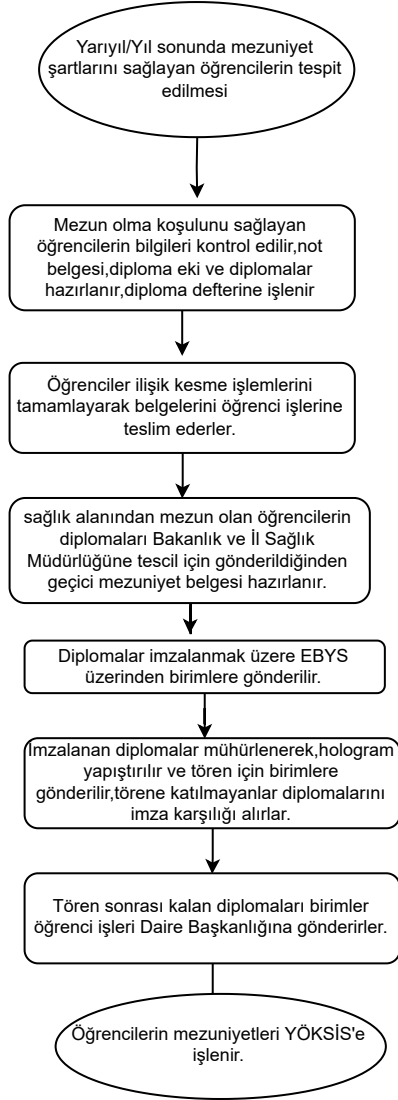 Yarıyıl/Yıl sonunda mezuniyet
şartlarını sağlayan öğrencilerin tespit
edilmesi
Mezun olma koşulunu sağlayan
öğrencilerin bilgileri kontrol edilir,not
belgesi,diploma eki ve diplomalar
hazırlanır,diploma defterine işlenir
Öğrenciler ilişik kesme işlemlerini
tamamlayarak belgelerini öğrenci işlerine
teslim ederler.
sağlık alanından mezun olan öğrencilerin
diplomaları Bakanlık ve İl Sağlık
Müdürlüğüne tescil için gönderildiğinden
geçici mezuniyet belgesi hazırlanır.
Diplomalar imzalanmak üzere EBYS
üzerinden birimlere gönderilir.
İmzalanan diplomalar mühürlenerek,hologram
yapıştırılır ve tören için birimlere
gönderilir,törene katılmayanlar diplomalarını
imza karşılığı alırlar.
Tören sonrası kalan diplomaları birimler
öğrenci işleri Daire Başkanlığına gönderirler.
Öğrencilerin mezuniyetleri YÖKSİS'e
işlenir.